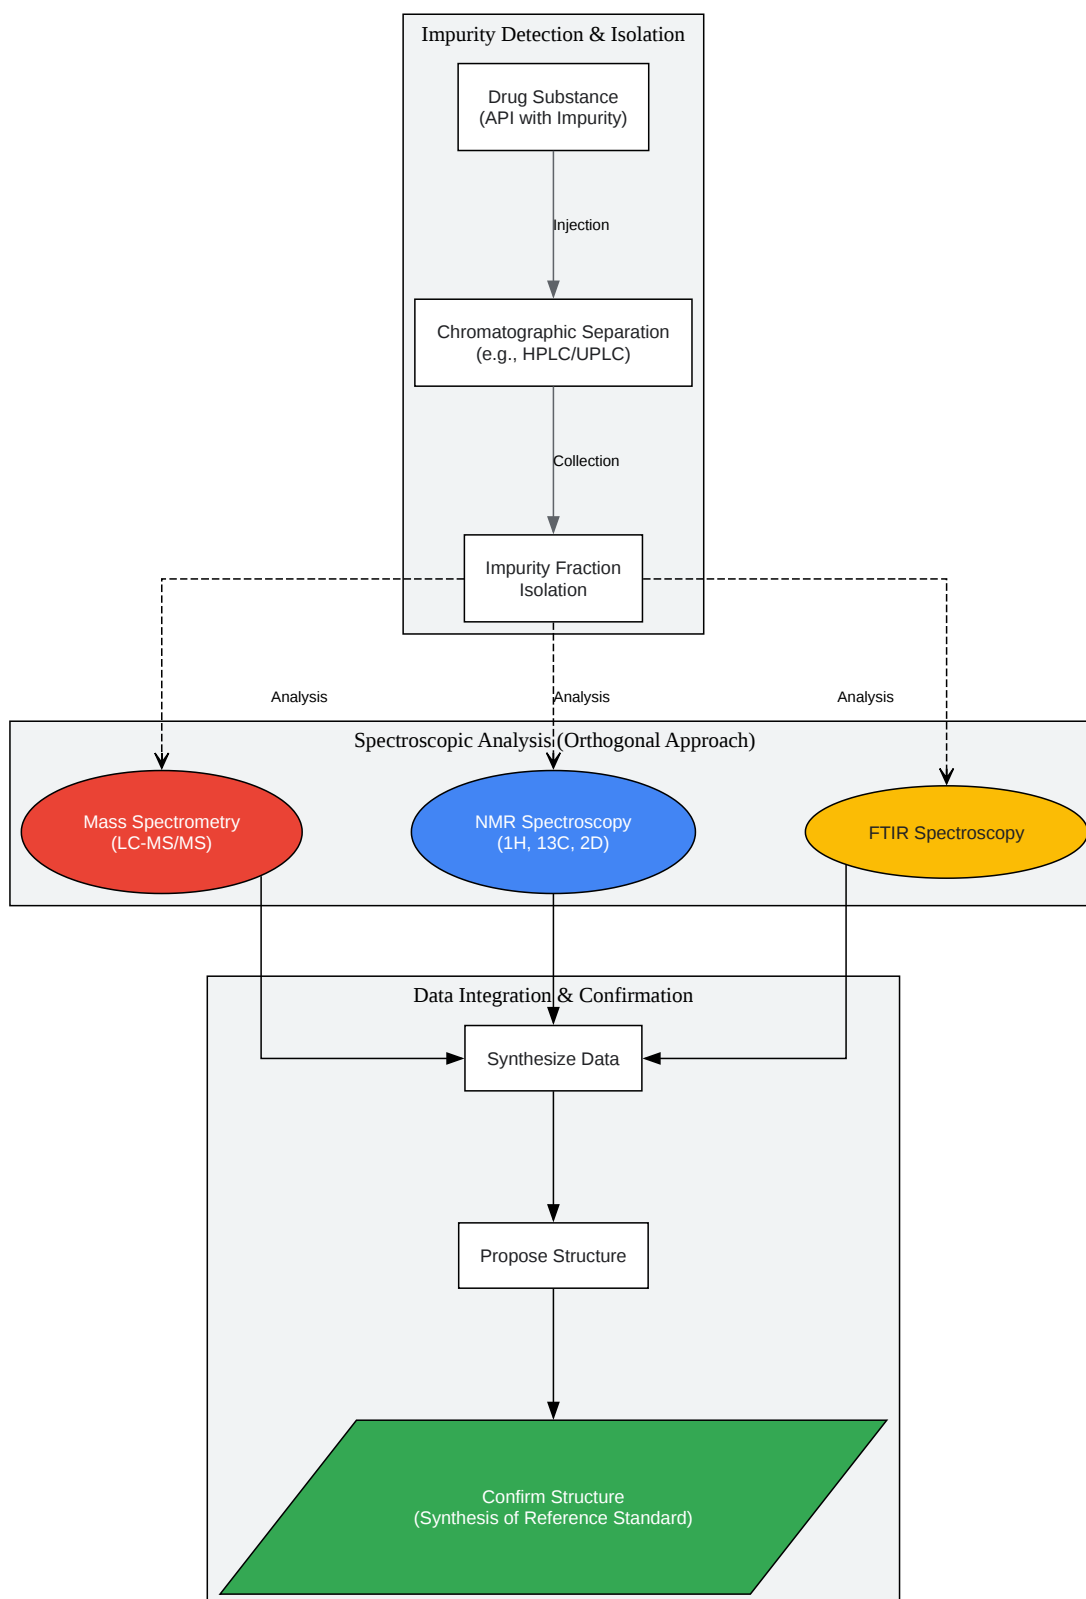 Impurity Detection & Isolation
Drug Substance
(API with Impurity)
Injection
Chromatographic Separation
(e.g., HPLC/UPLC)
Collection
Impurity Fraction
Isolation
Analysis
Analysis
Analysis
Spectroscopic Analysis (Orthogonal Approach)
Mass Spectrometry
(LC-MS/MS)
NMR Spectroscopy
(1H, 13C, 2D)
FTIR Spectroscopy
Data Integration & Confirmation
Synthesize Data
Propose Structure
Confirm Structure
(Synthesis of Reference Standard)